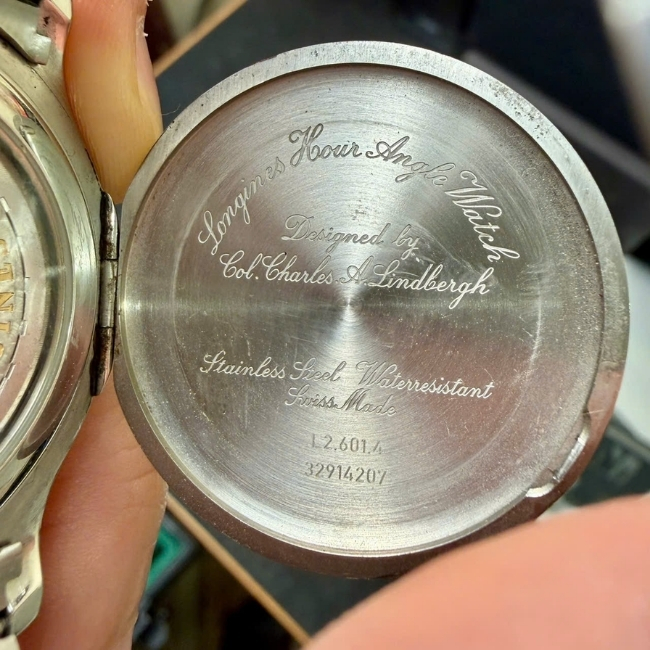 Longines Hour Angle Watch
Designed by
Col. Charles A. Lindbergh
Stainless Steel Waterresistant
Swiss Made
L2.601.4
32914207